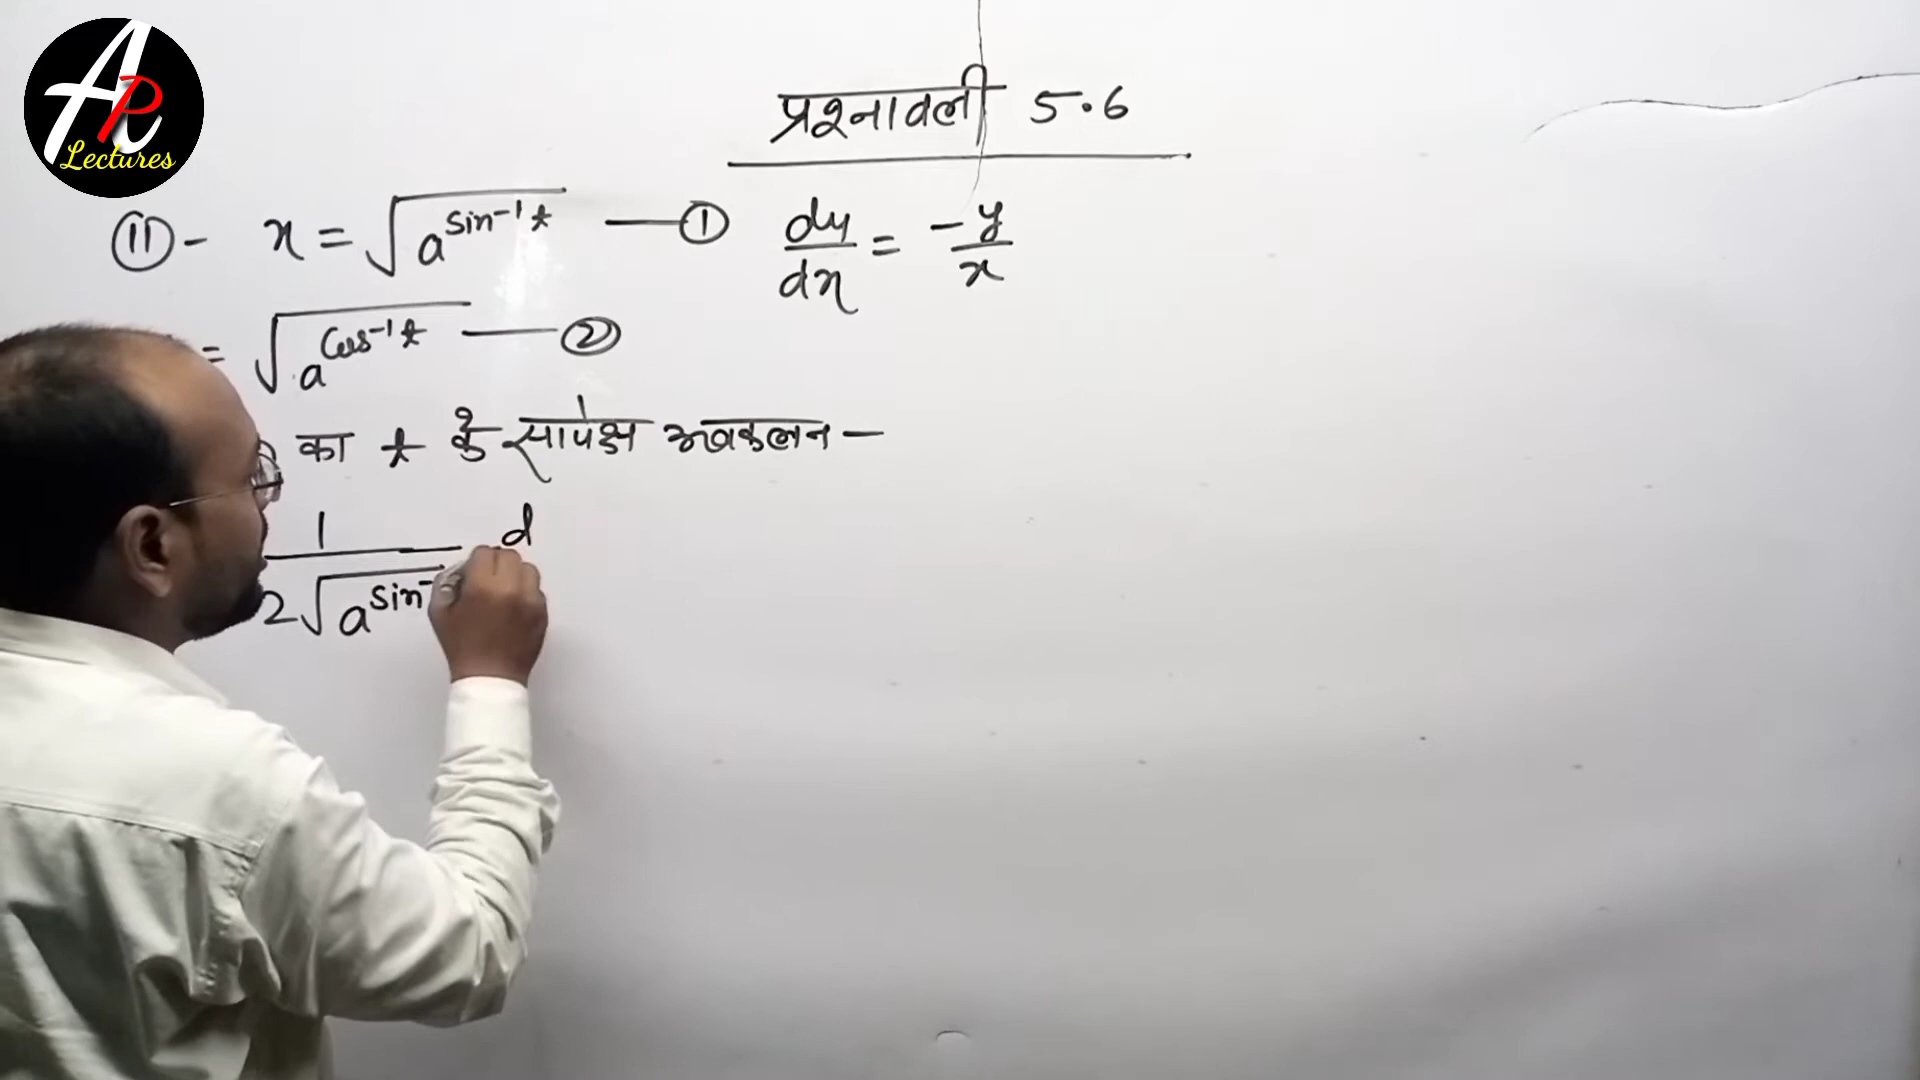 AR
Lectures
प्रश्नावली 5.6
(11) - x = √a^sin⁻¹t —— (1) dy/dx = -y/x
= √a^cos⁻¹t —— (2)
का t के सापेक्ष अवकलन —
1 d
2√a^sin⁻